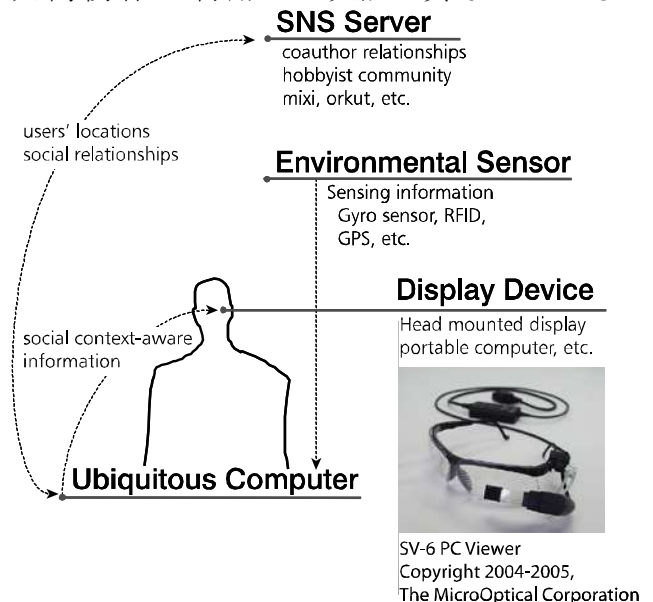 SNS Server
coauthor relationships
hobbyist community
mixi, orkut, etc.
users' locations
social relationships
Environmental Sensor
Sensing information
Gyro sensor, RFID,
GPS, etc.
Display Device
Head mounted display
portable computer, etc.
social context-aware
information
Ubiquitous Computer
SV-6 PC Viewer
Copyright 2004-2005,
The MicroOptical Corporation